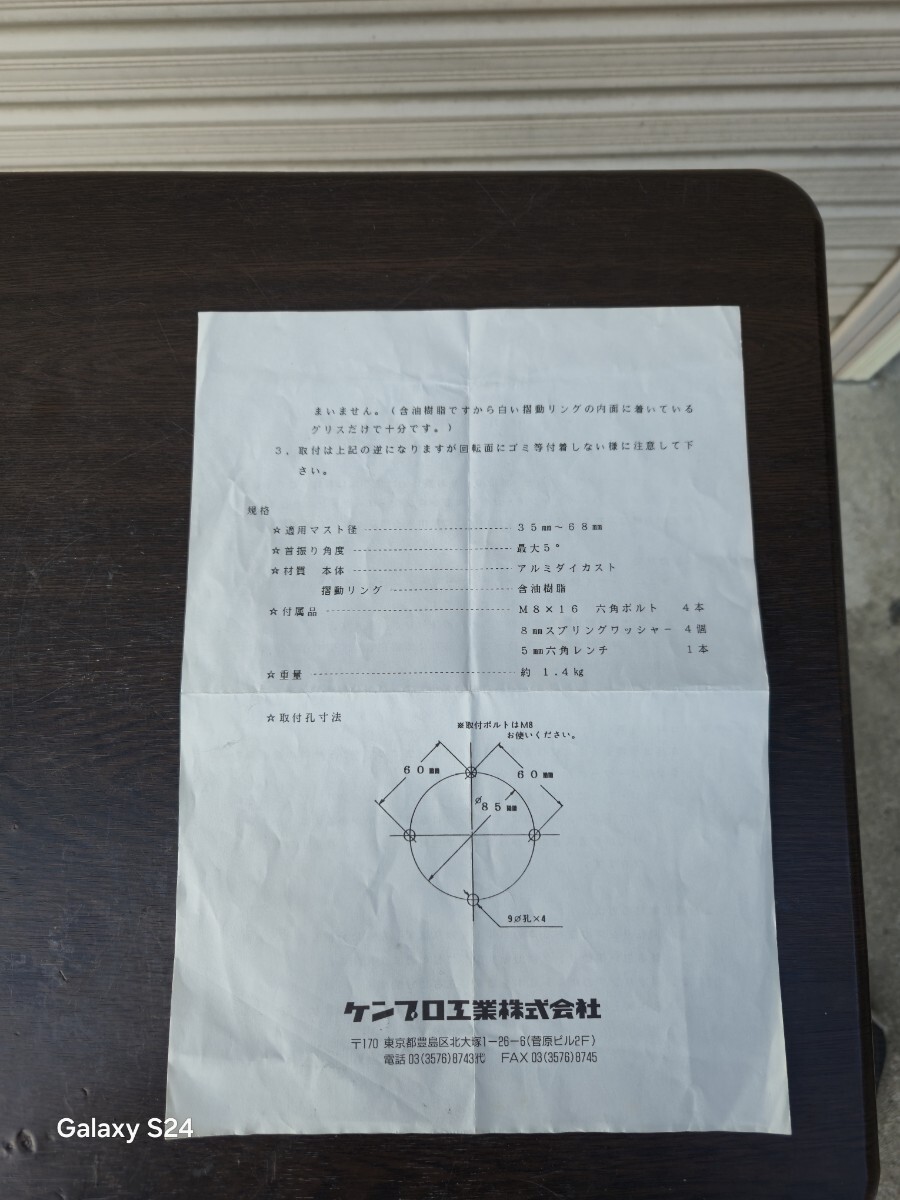 まいません。(含油樹脂ですから白い摺動リングの内面に着いている
グリスだけで十分です。)
3. 取付は上記の逆になりますが回転面にゴミ等付着しない様に注意して下
さい。
規格
☆適用マスト径 ------------------------ 35㎜〜68㎜
☆首振り角度 -------------------------- 最大5°
☆材質 本体 -------------------------- アルミダイカスト
摺動リング -------------------- 含油樹脂
☆付属品 ------------------------------ M8×16 六角ボルト 4本
8㎜スプリングワッシャー 4個
5㎜六角レンチ 1本
☆重量 -------------------------------- 約 1.4㎏
☆取付孔寸法
※取付ボルトはM8
お使いください。
60㎜
60㎜
φ85㎜
9φ孔×4
ケンプロ工業株式会社
〒170 東京都豊島区北大塚1-26-6(菅原ビル2F)
電話 03(3576)8743代 FAX 03(3576)8745
Galaxy S24